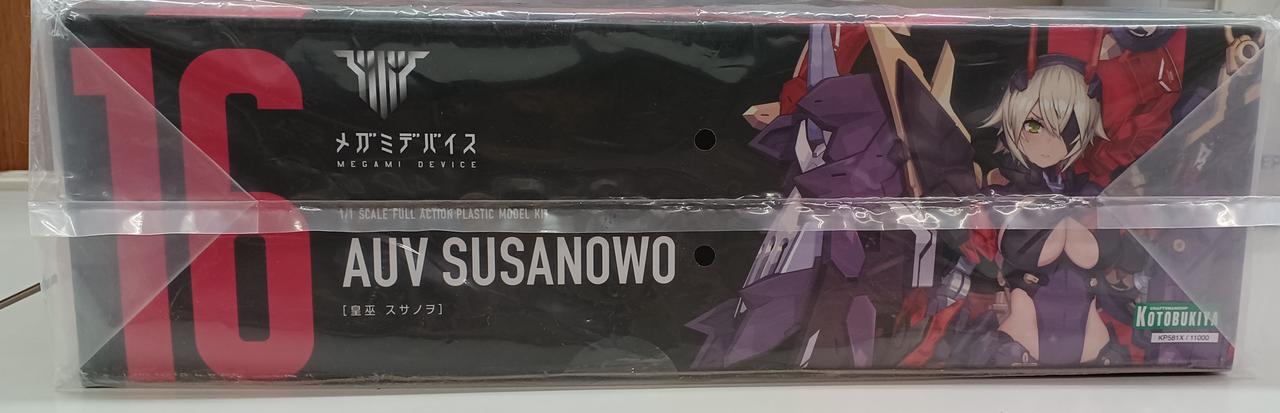 16
メガミデバイス
MEGAMI DEVICE
1/1 SCALE FULL ACTION PLASTIC MODEL KIT
AUV SUSANOWO
[皇巫 スサノヲ]
KOTOBUKIYA
KP581X / 11000